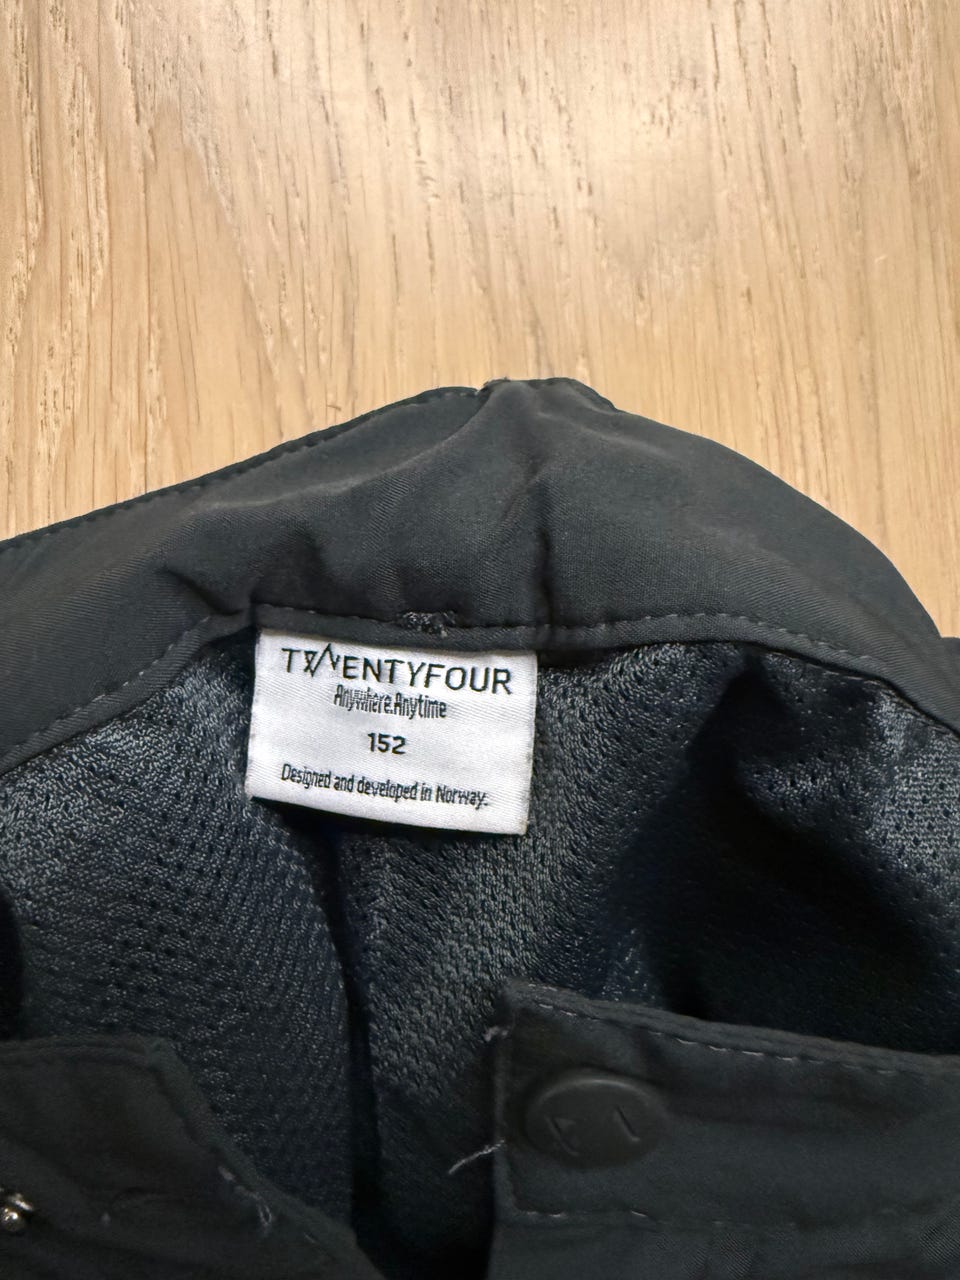 TWENTYFOUR
Anywhere.Anytime
152
Designed and developed in Norway.